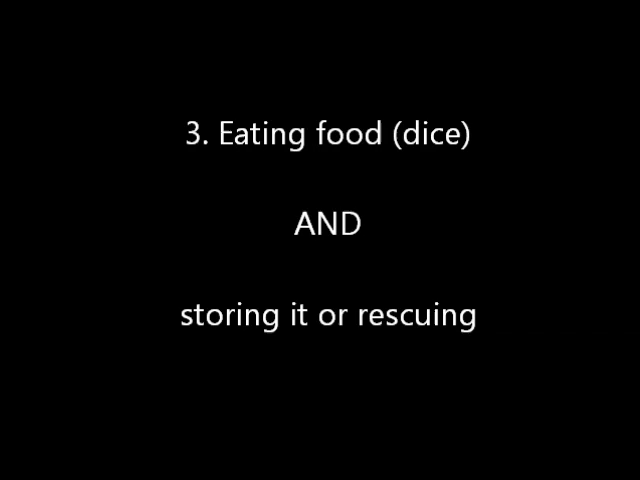 3. Eating food (dice)
AND
storing it or rescuing